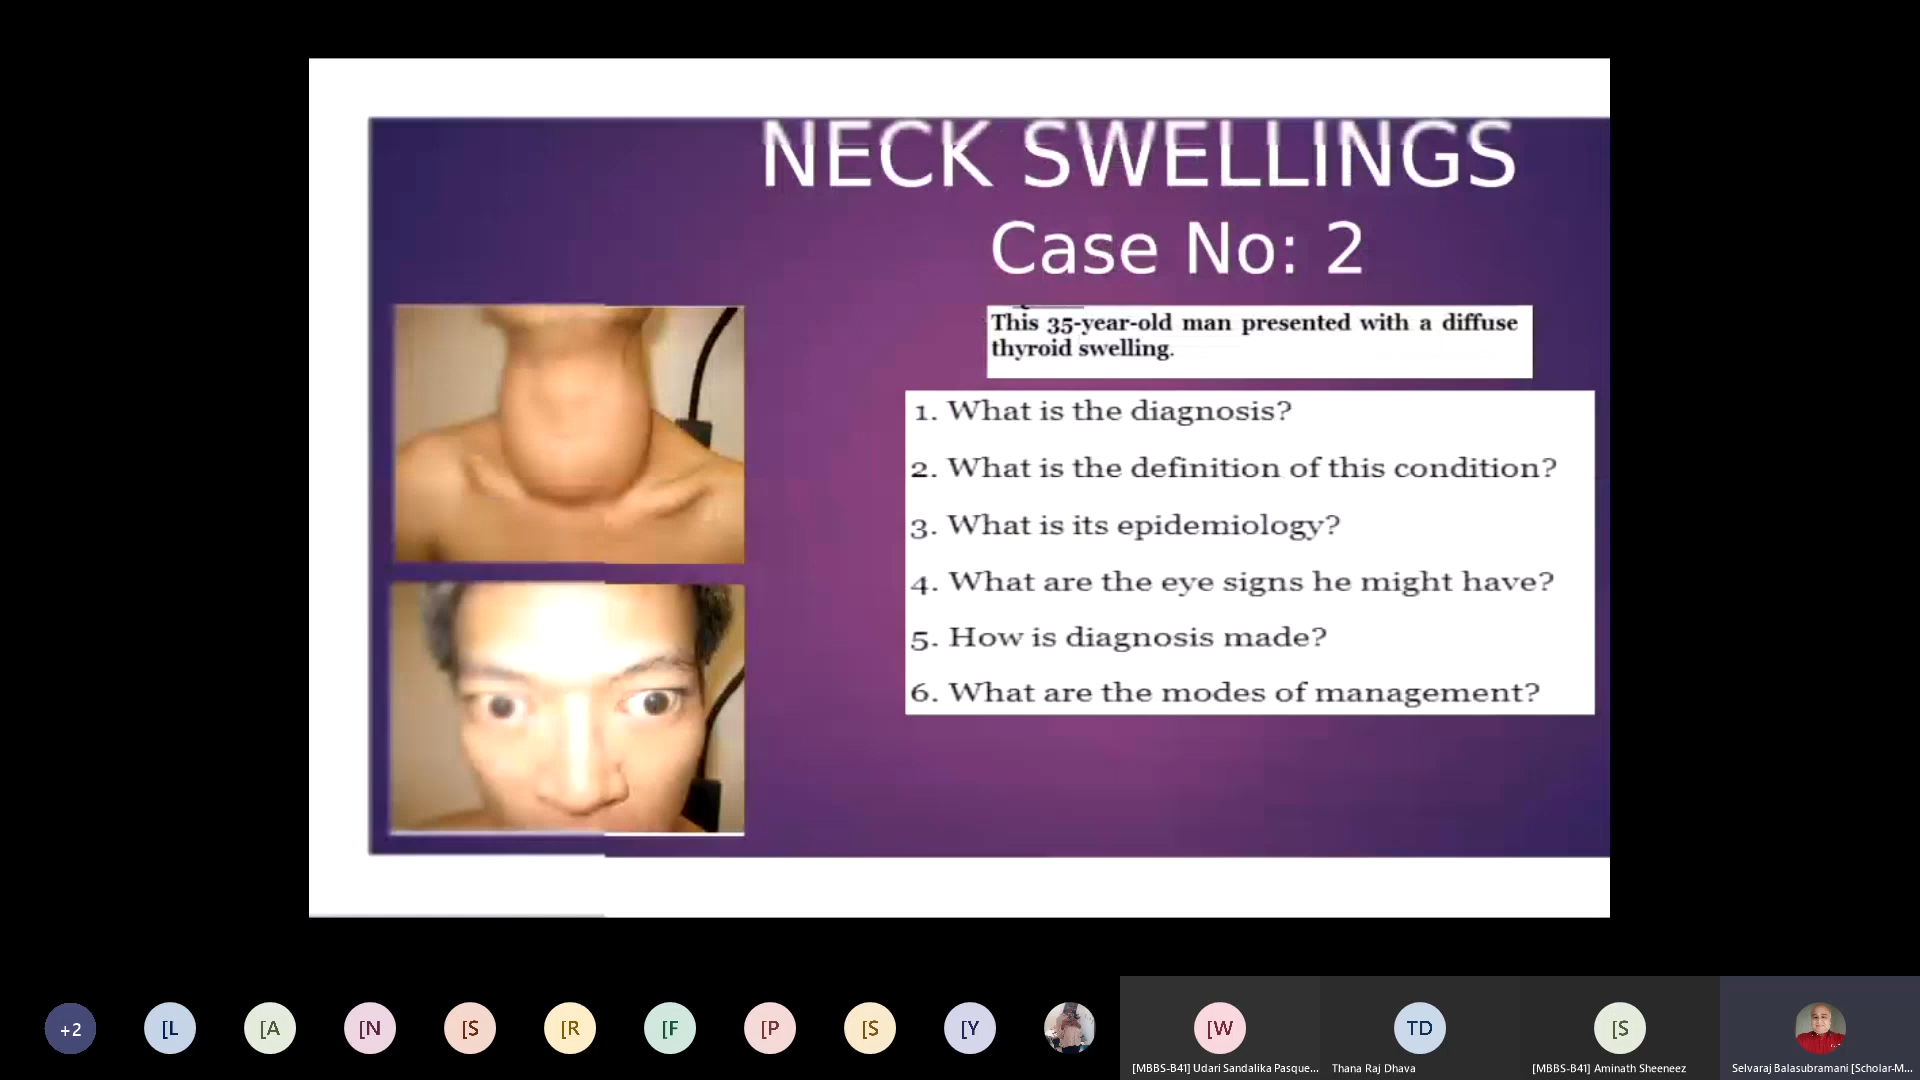 NECK SWELLINGS
Case No: 2
This 35-year-old man presented with a diffuse
thyroid swelling.
1. What is the diagnosis?
2. What is the definition of this condition?
3. What is its epidemiology?
4. What are the eye signs he might have?
5. How is diagnosis made?
6. What are the modes of management?
+2
[L
[A
[N
[S
[R
[F
[P
[S
[Y
[W
TD
[S
[MBBS-B41] Udari Sandalika Pasque...
Thana Raj Dhava
[MBBS-B41] Aminath Sheeneez
Selvaraj Balasubramani [Scholar-M...